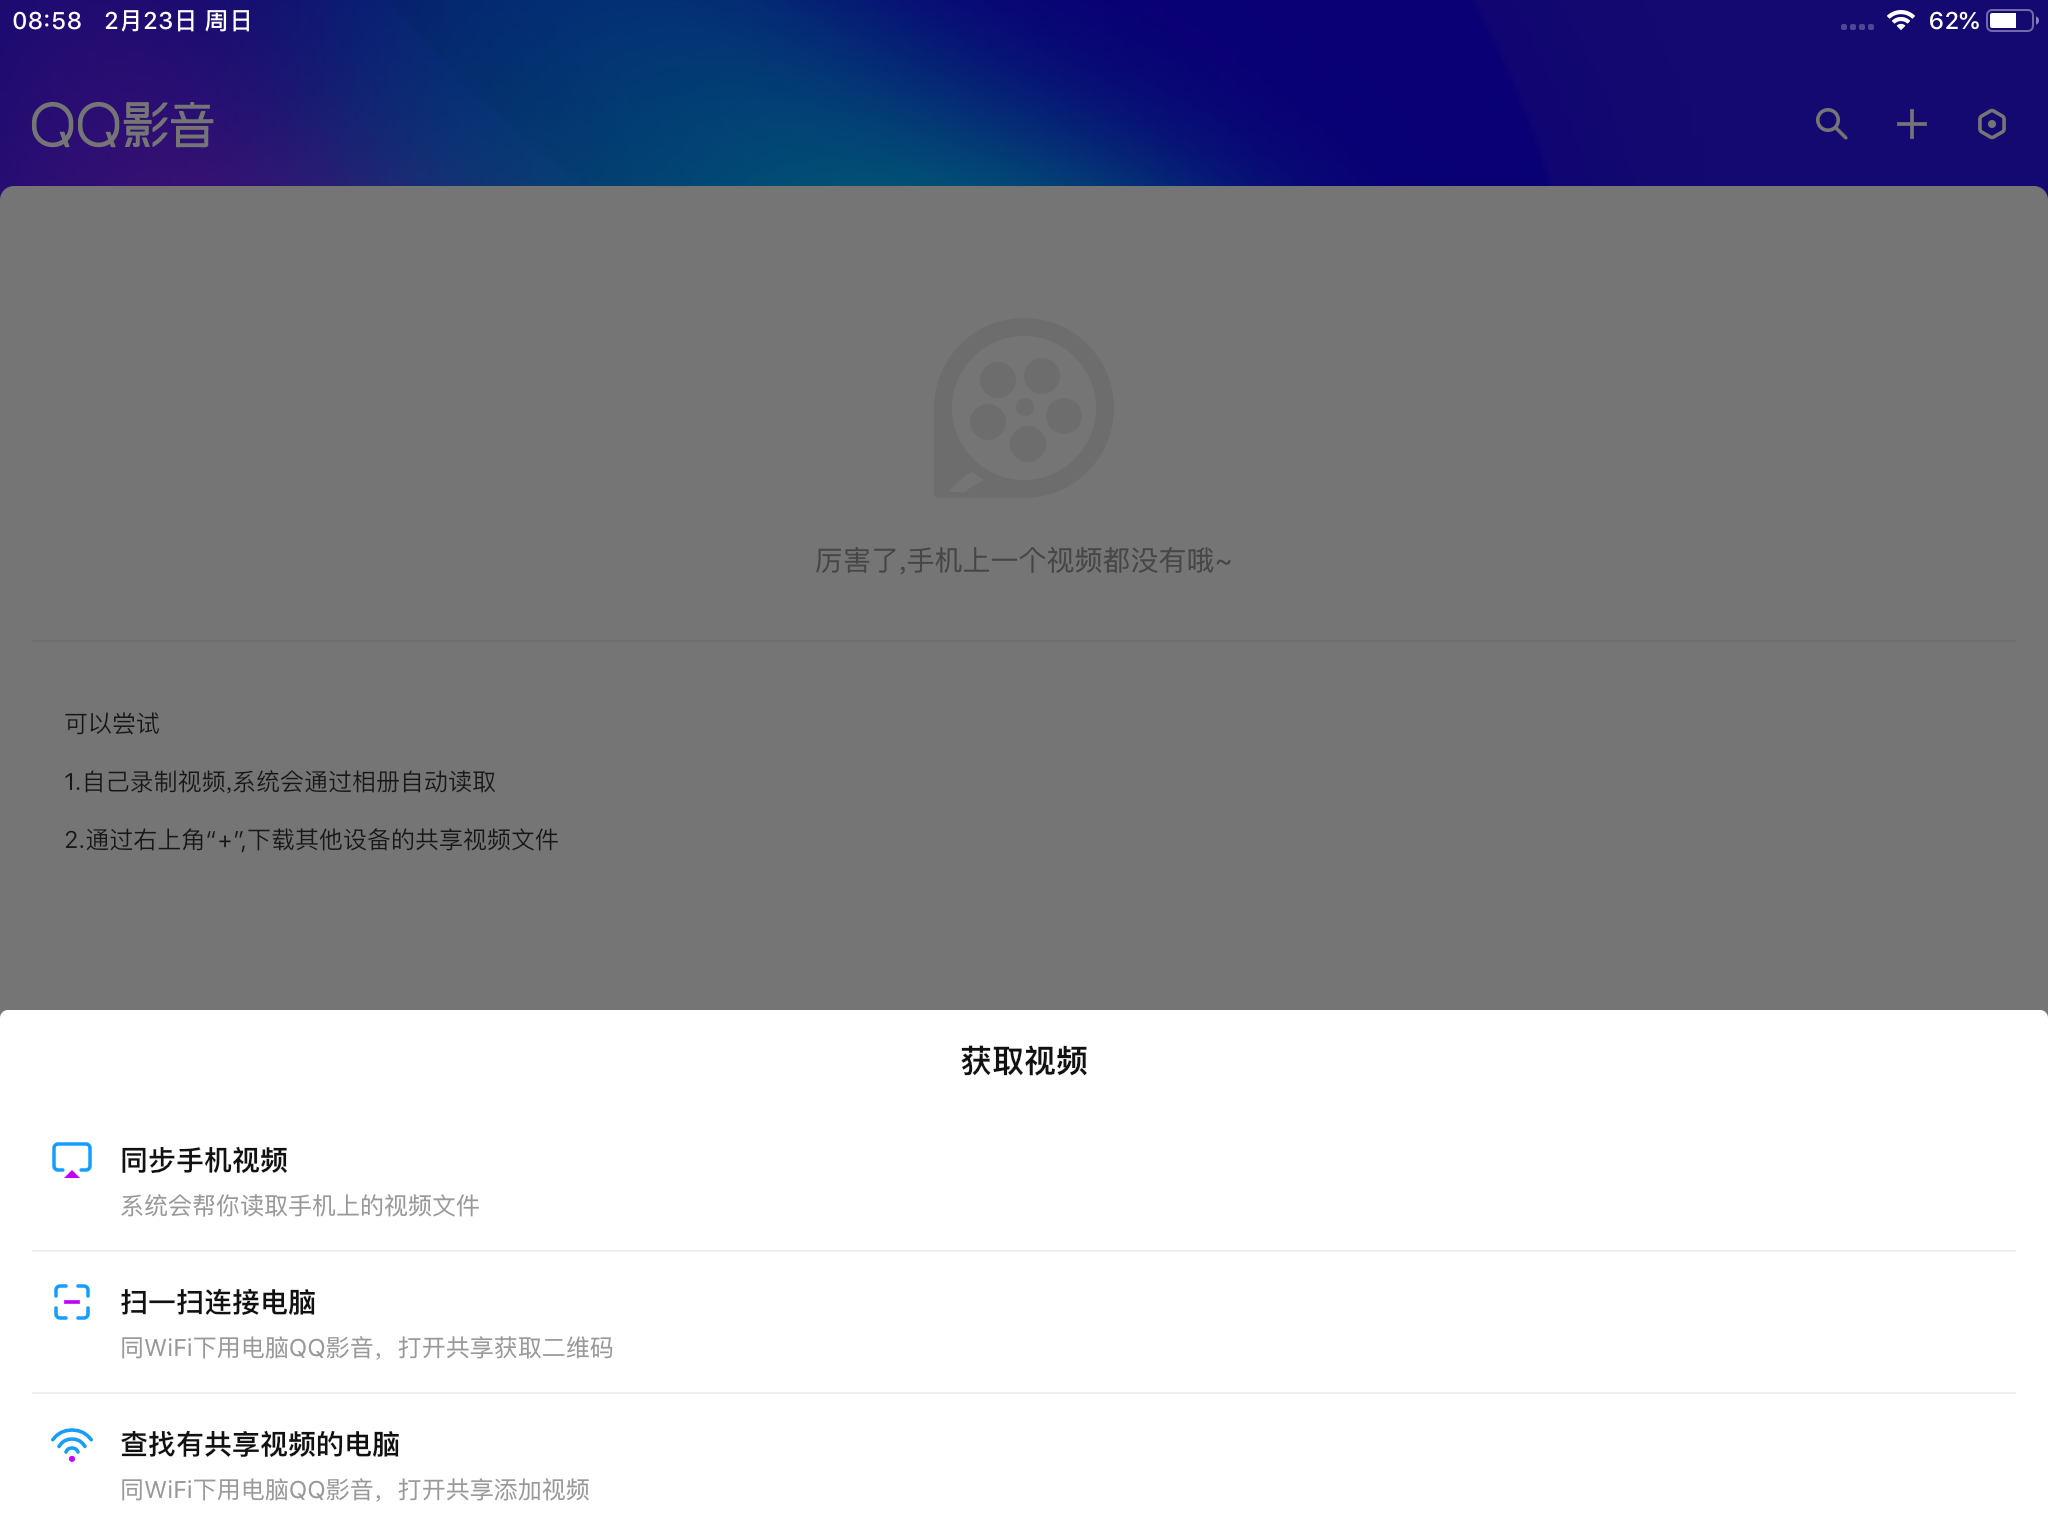 08:58 2月23日 周日
62%
QQ影音
厉害了,手机上一个视频都没有哦~
可以尝试
1.自己录制视频,系统会通过相册自动读取
2.通过右上角“+”,下载其他设备的共享视频文件
获取视频
同步手机视频
系统会帮你读取手机上的视频文件
扫一扫连接电脑
同WiFi下用电脑QQ影音，打开共享获取二维码
查找有共享视频的电脑
同WiFi下用电脑QQ影音，打开共享添加视频